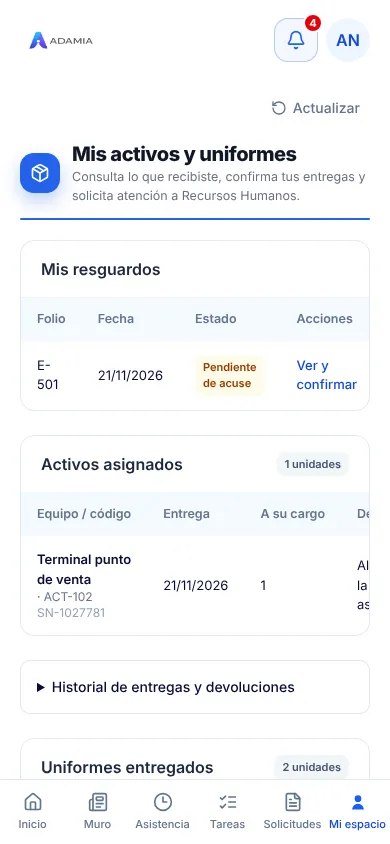 ADAMIA
4
AN
Actualizar
Mis activos y uniformes
Consulta lo que recibiste, confirma tus entregas y
solicita atención a Recursos Humanos.
Mis resguardos
Folio Fecha Estado Acciones
E-
501
21/11/2026
Pendiente
de acuse
Ver y
confirmar
Activos asignados
1 unidades
Equipo / código Entrega A su cargo
Terminal punto
de venta
· ACT-102
SN-1027781
21/11/2026
1
la
Historial de entregas y devoluciones
Uniformes entregados
2 unidades
Inicio Muro Asistencia Tareas Solicitudes Mi espacio